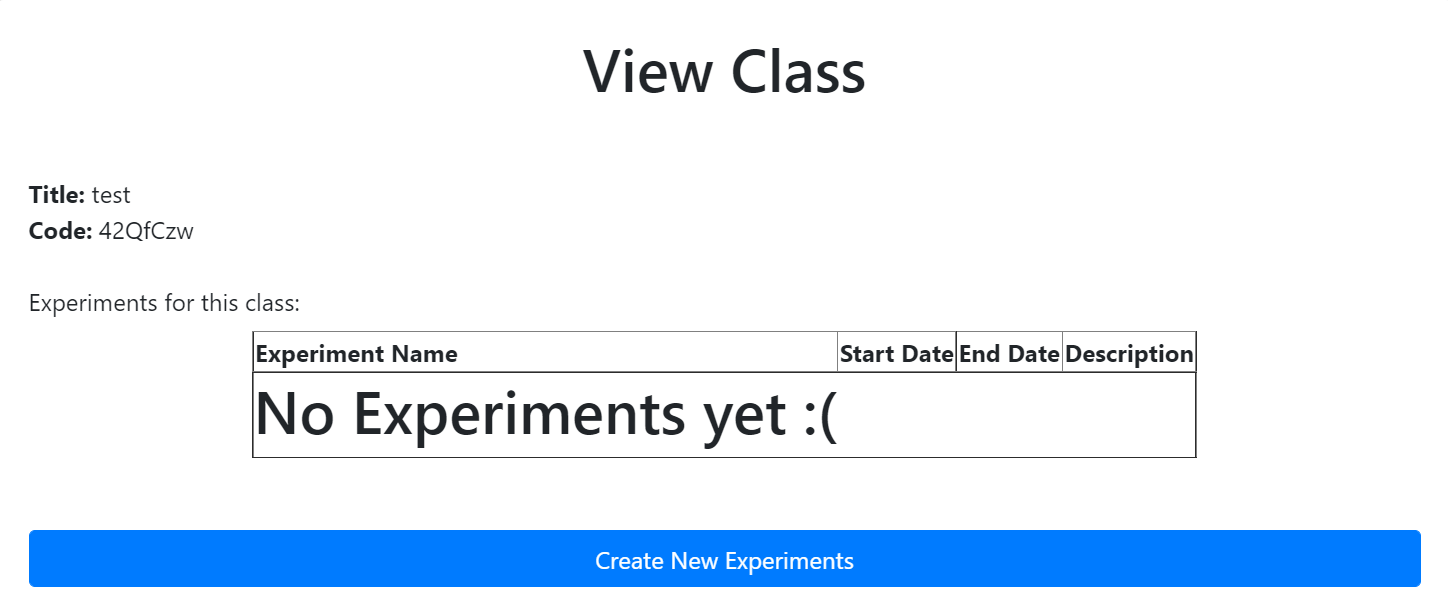 View Class
Title: test
Code: 42QfCzw
Experiments for this class:
Experiment Name Start Date End Date Description
No Experiments yet :(
Create New Experiments